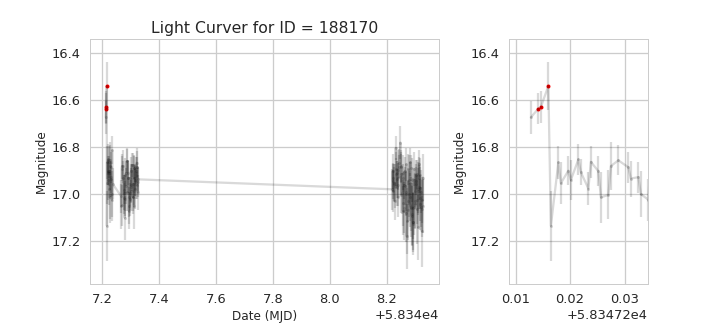 Light Curver for ID = 188170
16.4
16.6
16.8
17.0
17.2
Magnitude
7.2 7.4 7.6 7.8 8.0 8.2
Date (MJD) +5.834e4
16.4
16.6
16.8
17.0
17.2
Magnitude
0.01 0.02 0.03
+5.83472e4